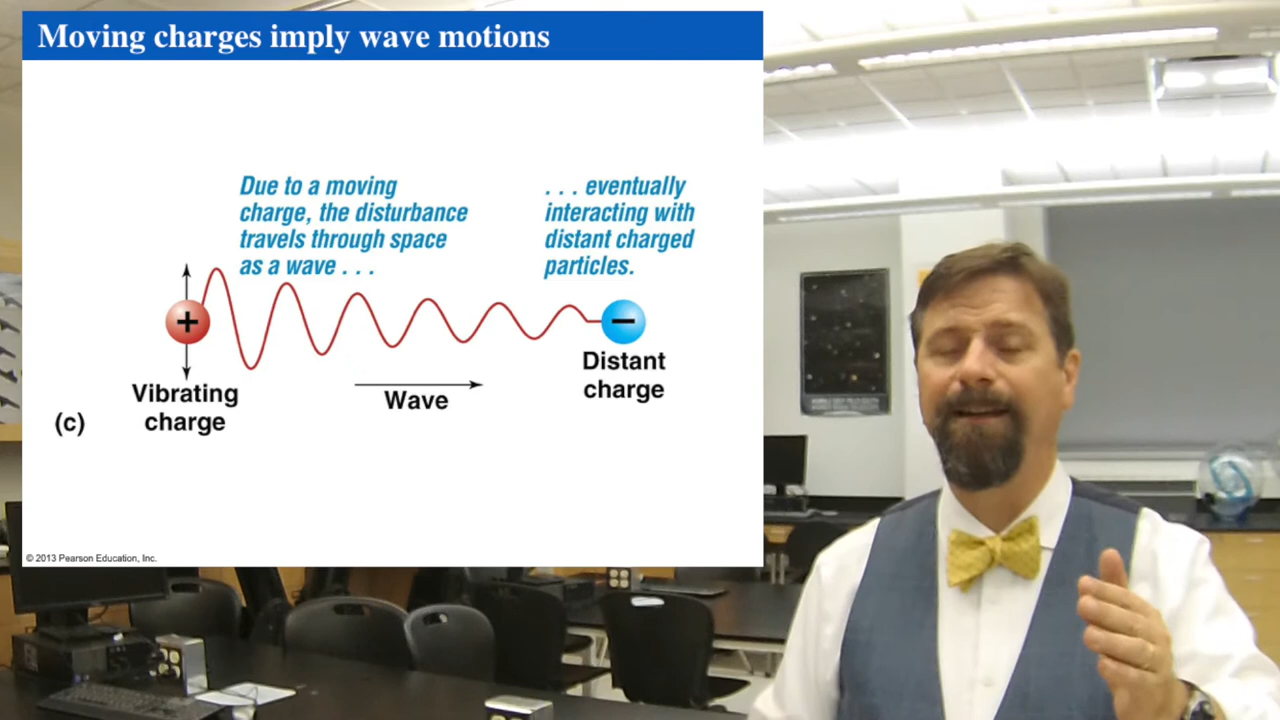 Moving charges imply wave motions
Due to a moving
charge, the disturbance
travels through space
as a wave . . .
. . . eventually
interacting with
distant charged
particles.
+
−
Vibrating
charge
Wave
Distant
charge
(c)
© 2013 Pearson Education, Inc.